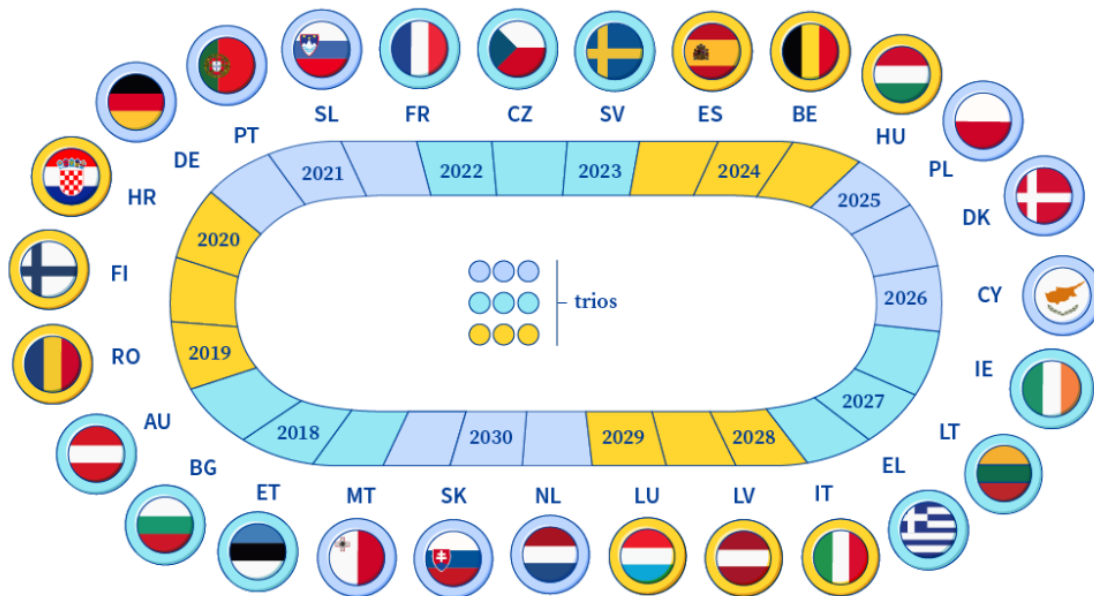 SL
FR
CZ
SV
ES
BE
PT
HU
DE
PL
HR
DK
2021
2022
2023
2024
2025
2020
FI
CY
2026
trios
RO
2019
IE
AU
2018
2030
2029
2028
2027
LT
BG
EL
ET
MT
SK
NL
LU
LV
IT